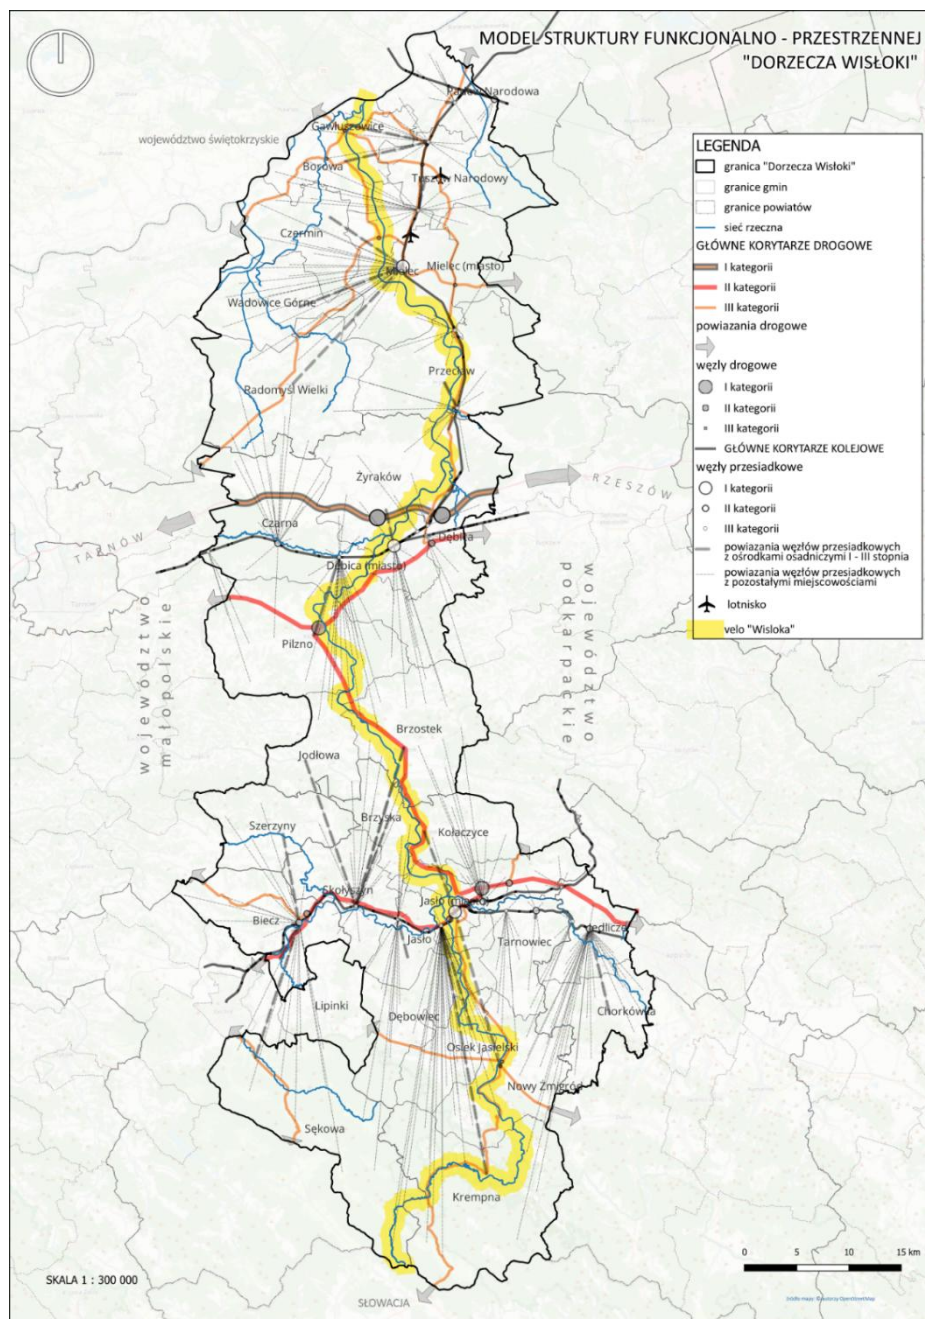 MODEL STRUKTURY FUNKCJONALNO - PRZESTRZENNEJ
"DORZECZA WISŁOKI"
Padew Narodowa
województwo świętokrzyskie
Gawłuszowice
Borowa
Tuszów Narodowy
Czermin
Mielec
Mielec (miasto)
Wadowice Górne
Przecław
Radomyśl Wielki
Żyraków
RZESZÓW
Czarna
TARNÓW
Dębica
Dębica (miasto)
województwo
małopolskie
województwo
podkarpackie
Pilzno
Brzostek
Jodłowa
Brzyska
Szerzyny
Kołaczyce
Skołyszyn
Jasło (miasto)
Biecz
Jasło
Tarnowiec
Jedlicze
Lipinki
Dębowiec
Chorkówka
Osiek Jasielski
Nowy Żmigród
Sękowa
Krempna
SŁOWACJA
LEGENDA
granica "Dorzecza Wisłoki"
granice gmin
granice powiatów
sieć rzeczna
GŁÓWNE KORYTARZE DROGOWE
I kategorii
II kategorii
III kategorii
powiazania drogowe
węzły drogowe
I kategorii
II kategorii
III kategorii
GŁÓWNE KORYTARZE KOLEJOWE
węzły przesiadkowe
I kategorii
II kategorii
III kategorii
powiazania węzłów przesiadkowych
z ośrodkami osadniczymi I - III stopnia
powiazania węzłów przesiadkowych
z pozostałymi miejscowościami
lotnisko
velo "Wisloka"
0 5 10 15 km
SKALA 1 : 300 000